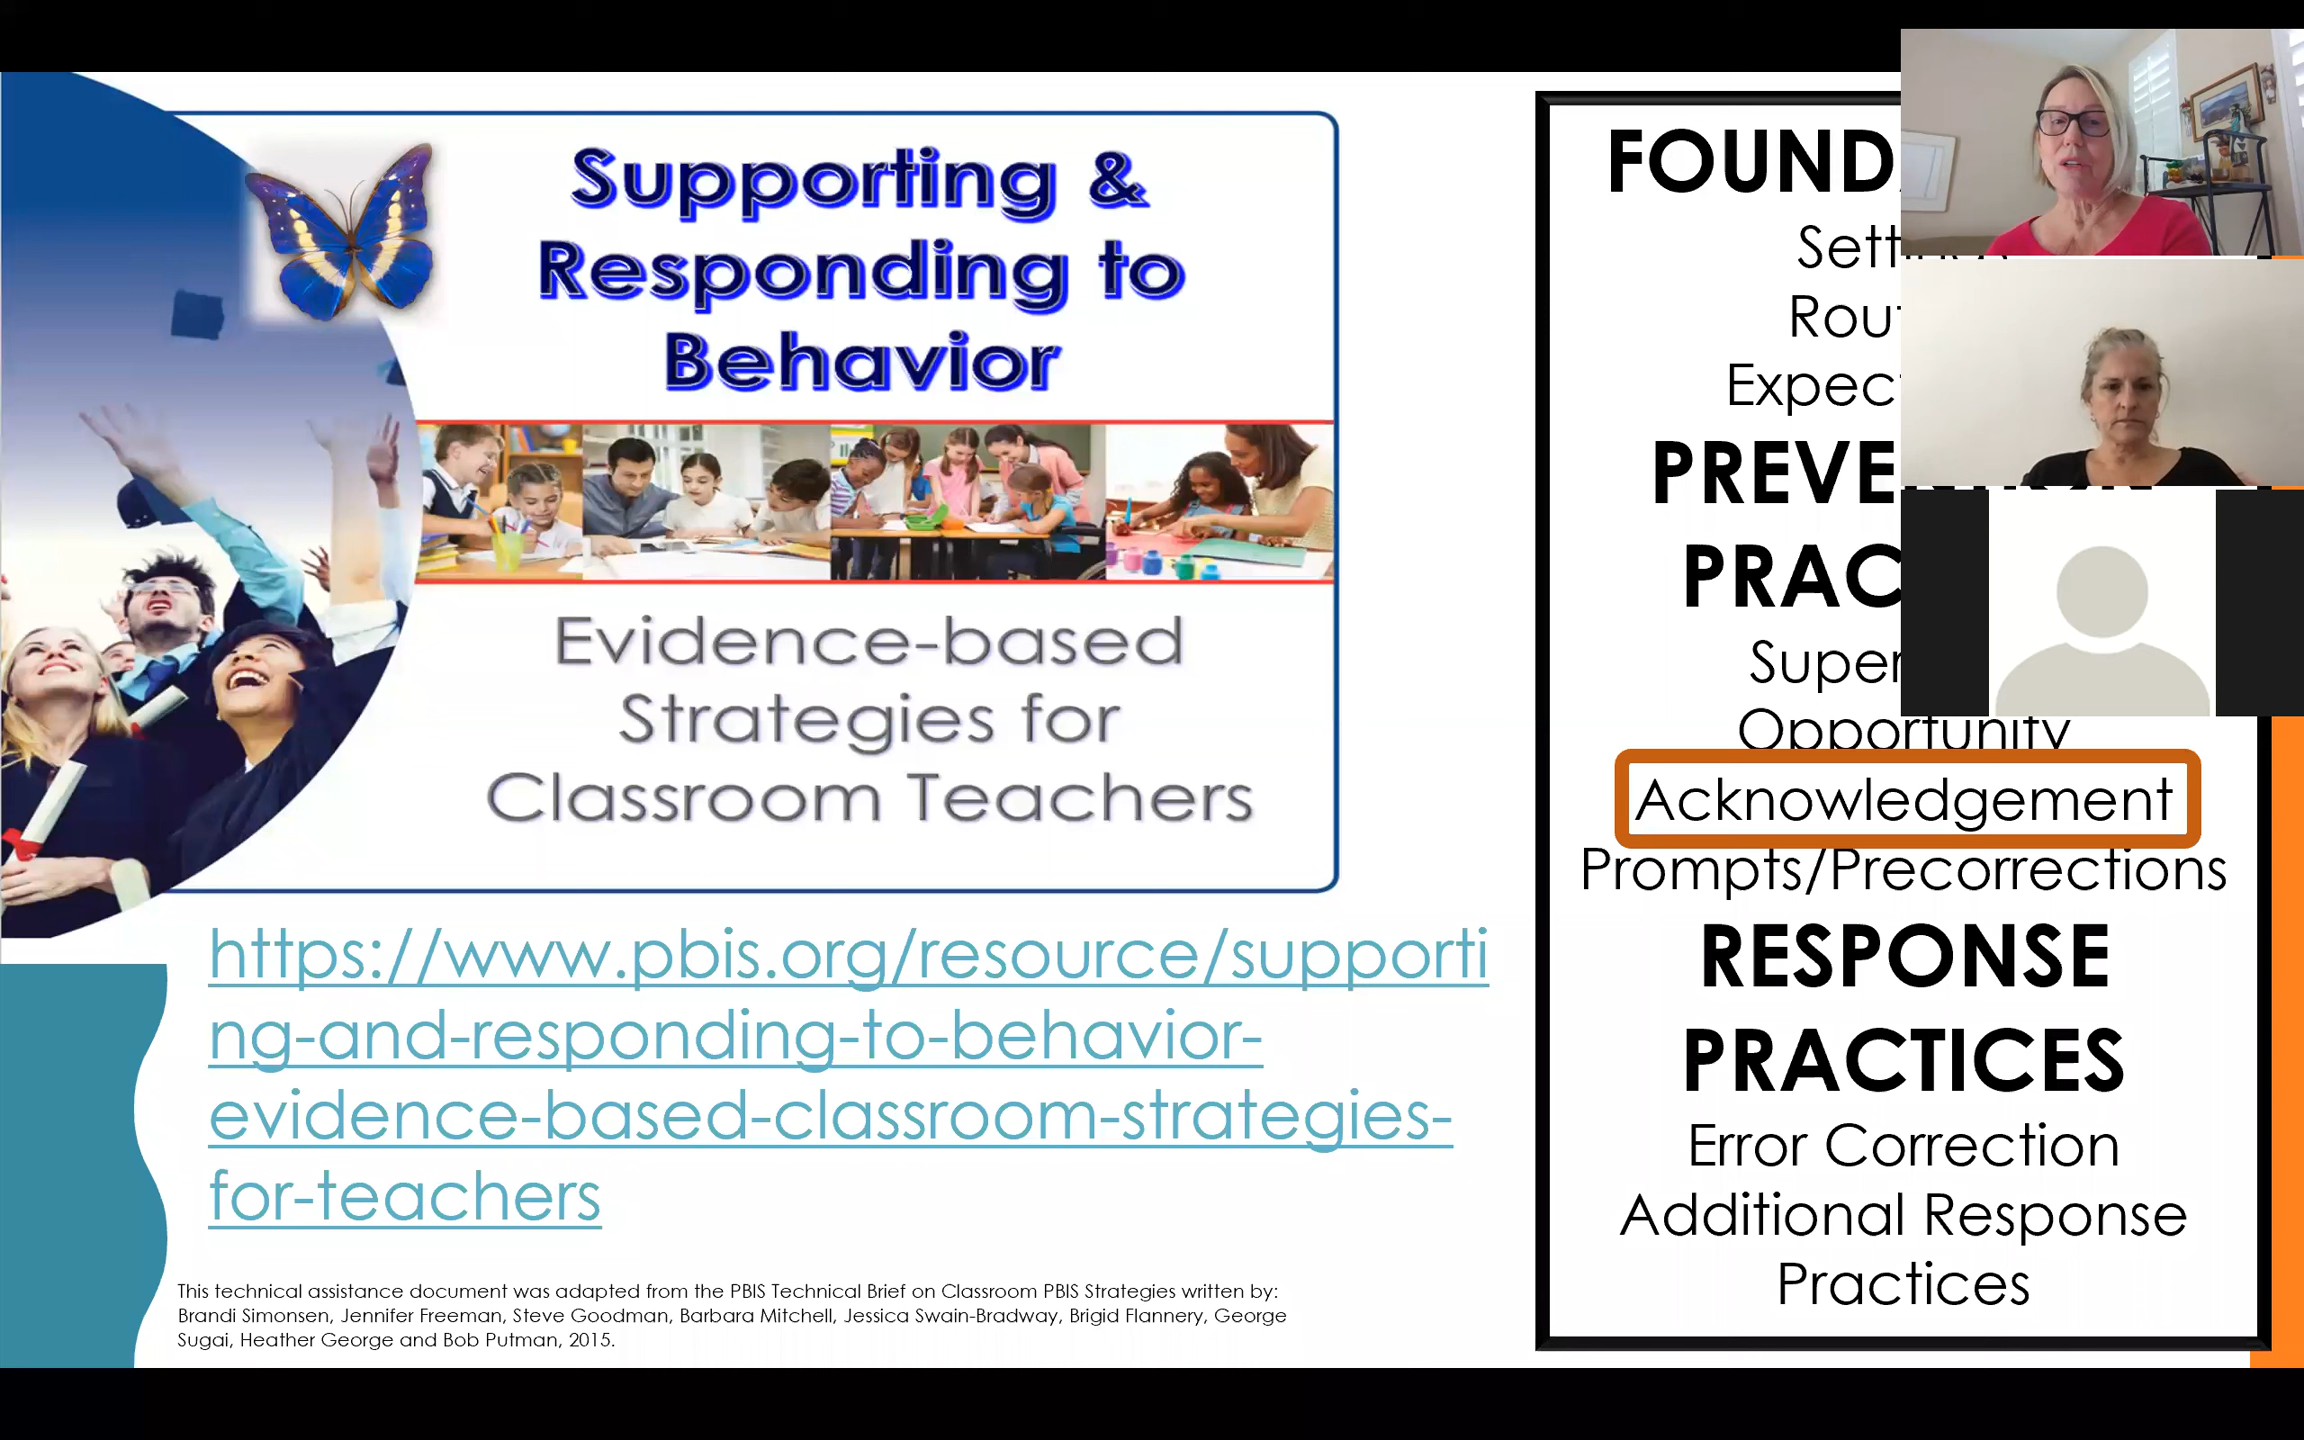 Supporting &
Responding to
Behavior
Evidence-based
Strategies for
Classroom Teachers
https://www.pbis.org/resource/supporti
ng-and-responding-to-behavior-
evidence-based-classroom-strategies-
for-teachers
This technical assistance document was adapted from the PBIS Technical Brief on Classroom PBIS Strategies written by:
Brandi Simonsen, Jennifer Freeman, Steve Goodman, Barbara Mitchell, Jessica Swain-Bradway, Brigid Flannery, George
Sugai, Heather George and Bob Putman, 2015.
Opportunity
Acknowledgement
Prompts/Precorrections
RESPONSE
PRACTICES
Error Correction
Additional Response
Practices